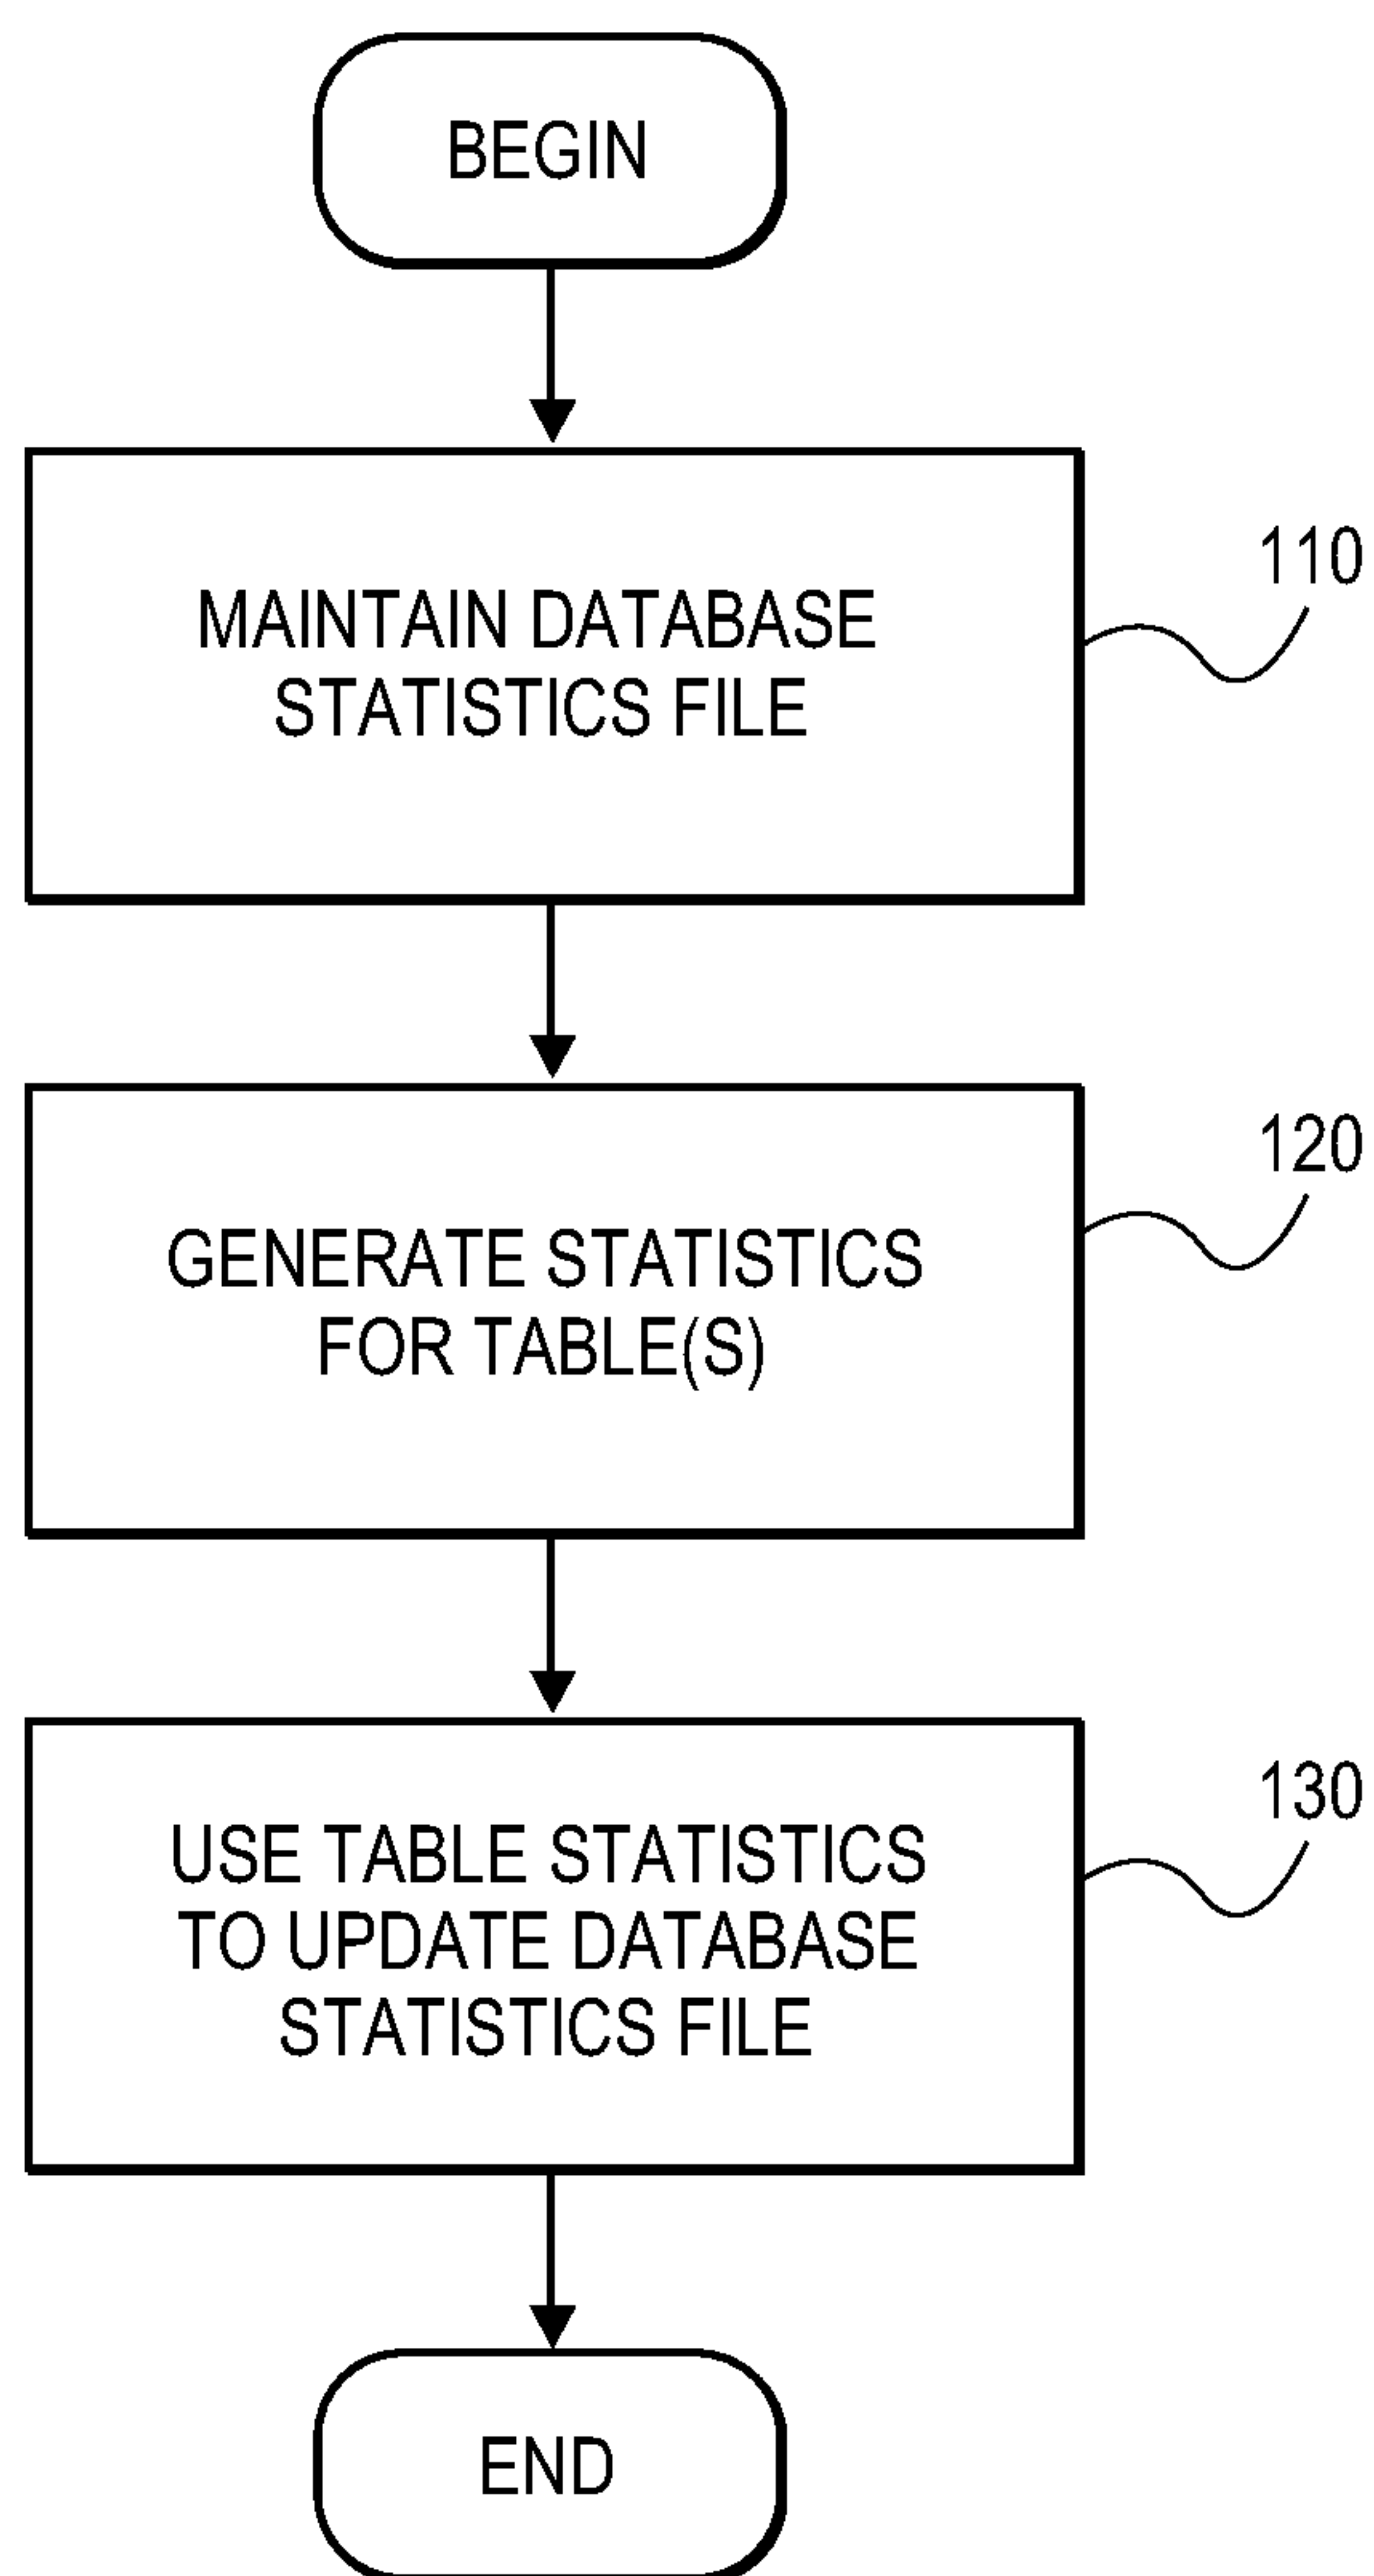 BEGIN
MAINTAIN DATABASE
STATISTICS FILE
110
GENERATE STATISTICS
FOR TABLE(S)
120
USE TABLE STATISTICS
TO UPDATE DATABASE
STATISTICS FILE
130
END